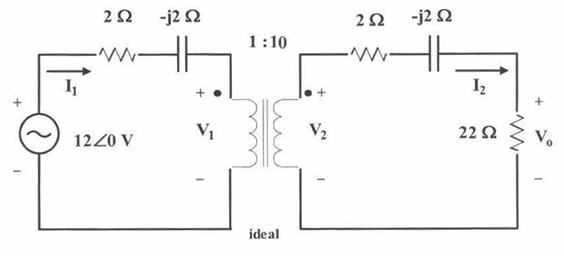 2 Ω -j2 Ω 2 Ω -j2 Ω
1 : 10
I₁ I₂
+ + + +
12∠0 V V₁ V₂ 22 Ω Vₒ
− − − −
ideal